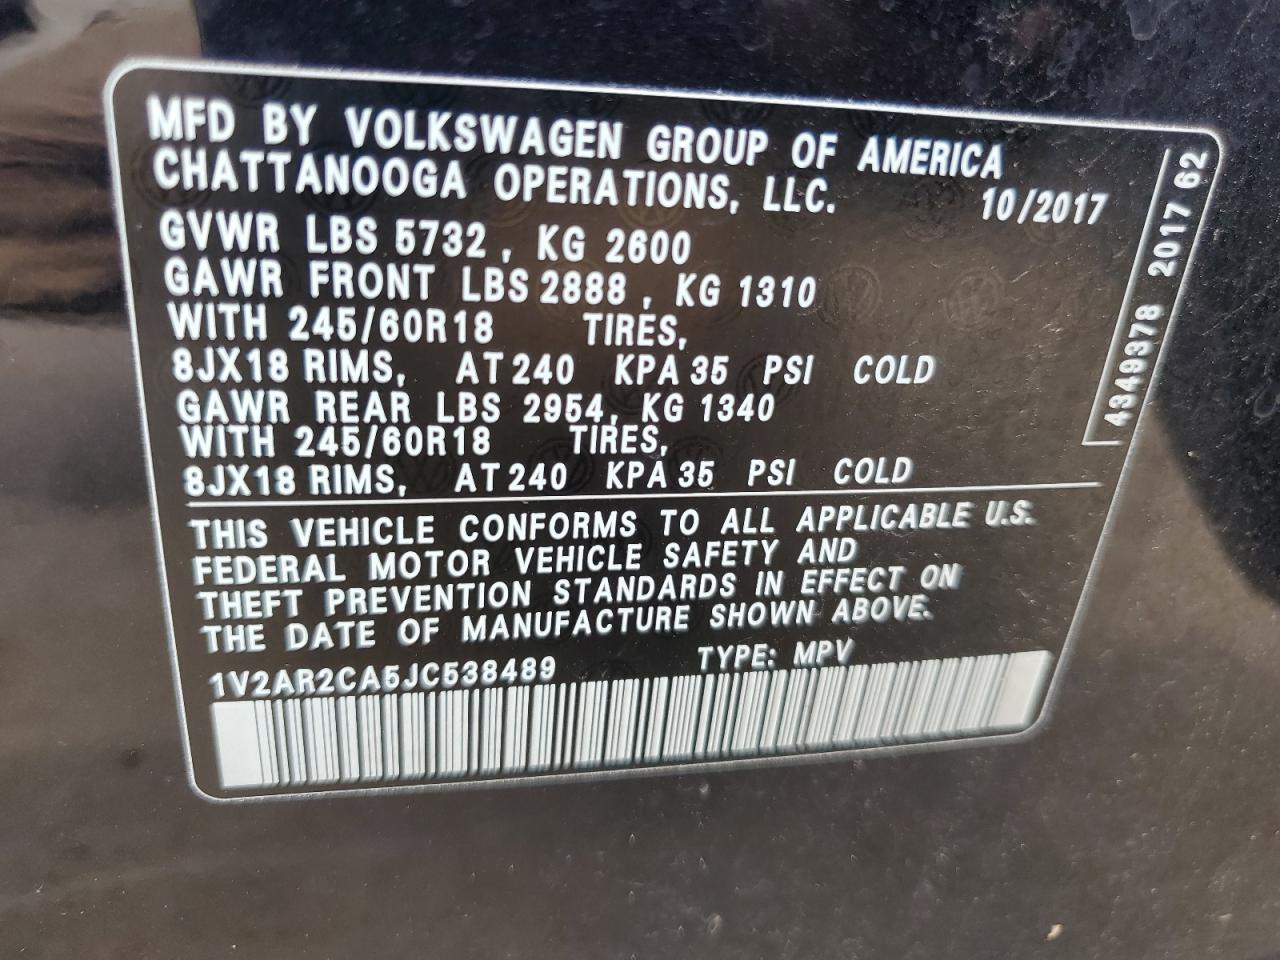 MFD BY VOLKSWAGEN GROUP OF AMERICA
CHATTANOOGA OPERATIONS, LLC. 10/2017
GVWR LBS 5732, KG 2600
GAWR FRONT LBS 2888, KG 1310
WITH 245/60R18 TIRES,
8JX18 RIMS, AT 240 KPA 35 PSI COLD
GAWR REAR LBS 2954, KG 1340
WITH 245/60R18 TIRES,
8JX18 RIMS, AT 240 KPA 35 PSI COLD
4349378 2017 62
THIS VEHICLE CONFORMS TO ALL APPLICABLE U.S.
FEDERAL MOTOR VEHICLE SAFETY AND
THEFT PREVENTION STANDARDS IN EFFECT ON
THE DATE OF MANUFACTURE SHOWN ABOVE.
1V2AR2CA5JC538489 TYPE: MPV